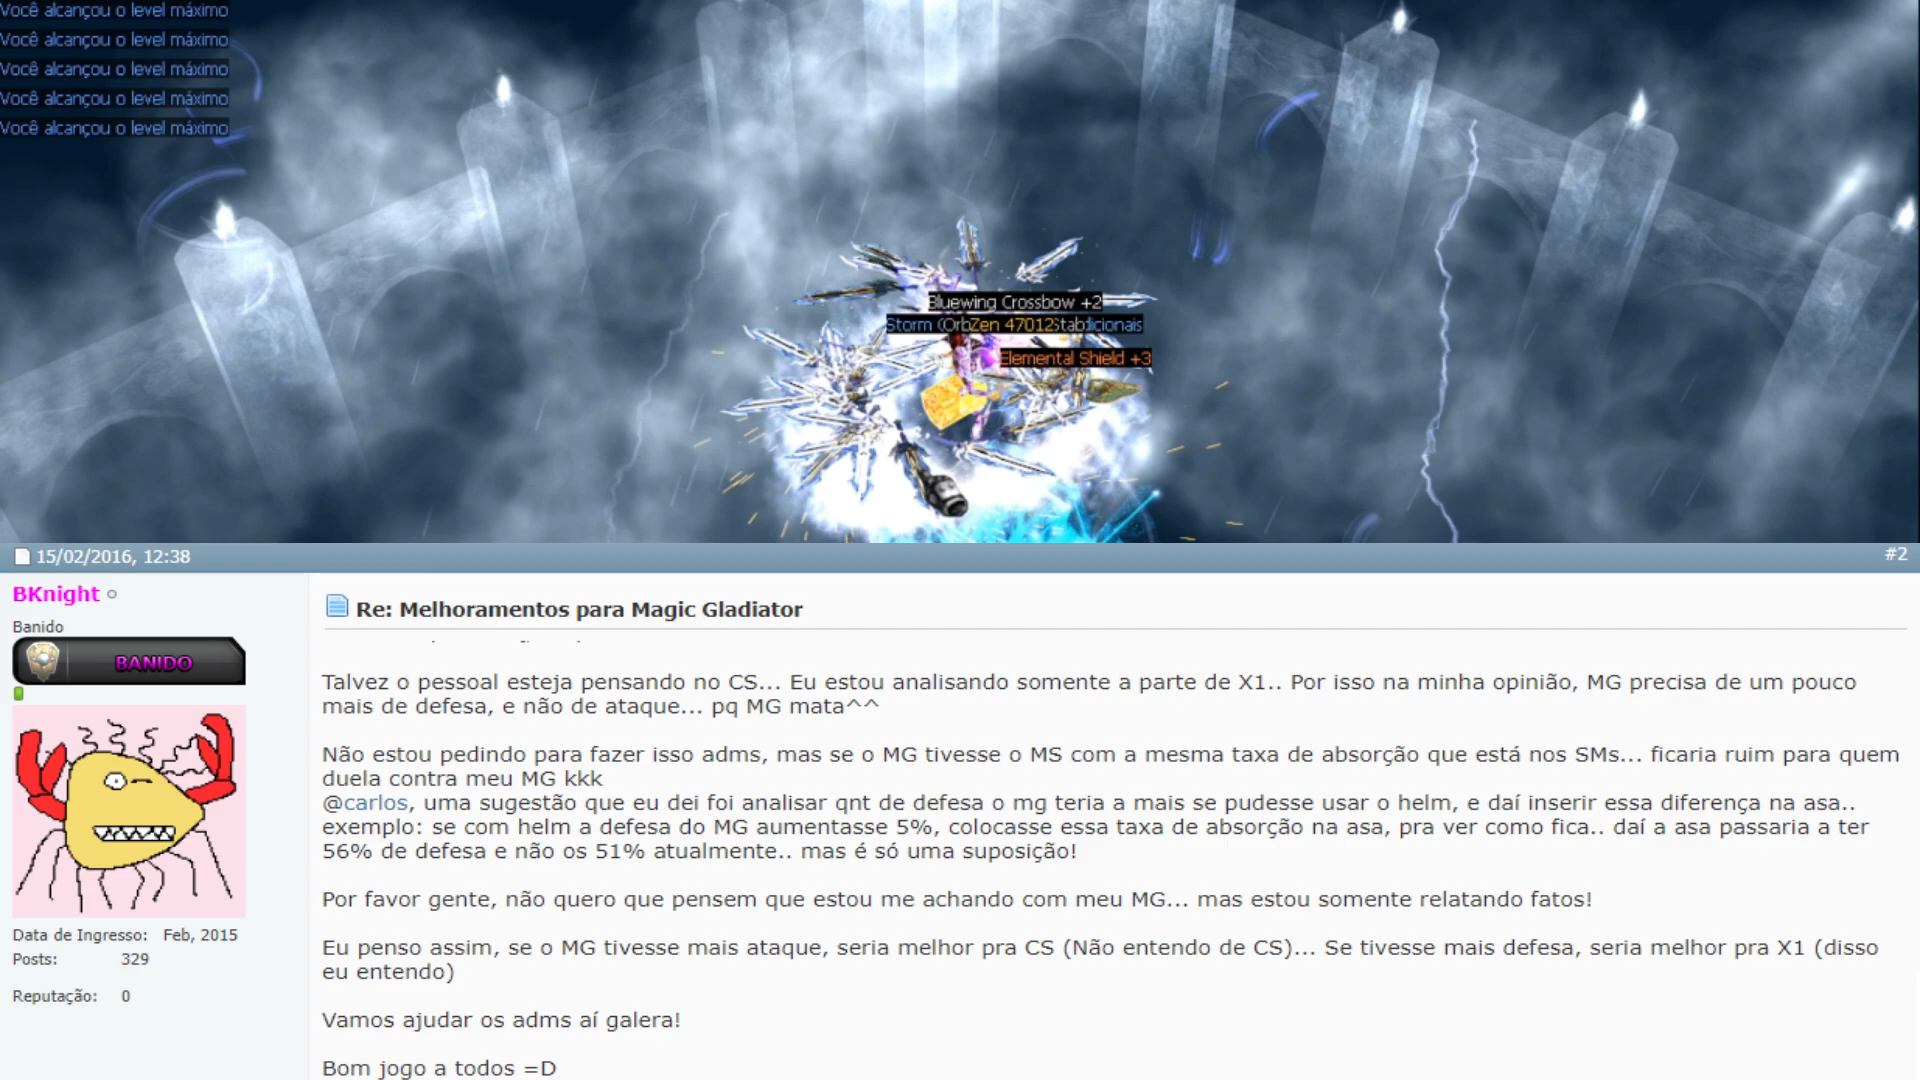 Você alcançou o level máximo
Você alcançou o level máximo
Você alcançou o level máximo
Você alcançou o level máximo
Você alcançou o level máximo
Bluewing Crossbow +2
Storm (OrbZen 47012
Elemental Shield +3
15/02/2016, 12:38
#2
BKnight
Banido
BANIDO
Data de Ingresso: Feb, 2015
Posts: 329
Reputação: 0
Re: Melhoramentos para Magic Gladiator
Talvez o pessoal esteja pensando no CS... Eu estou analisando somente a parte de X1.. Por isso na minha opinião, MG precisa de um pouco
mais de defesa, e não de ataque... pq MG mata^^
Não estou pedindo para fazer isso adms, mas se o MG tivesse o MS com a mesma taxa de absorção que está nos SMs... ficaria ruim para quem
duela contra meu MG kkk
@carlos, uma sugestão que eu dei foi analisar qnt de defesa o mg teria a mais se pudesse usar o helm, e daí inserir essa diferença na asa..
exemplo: se com helm a defesa do MG aumentasse 5%, colocasse essa taxa de absorção na asa, pra ver como fica.. daí a asa passaria a ter
56% de defesa e não os 51% atualmente.. mas é só uma suposição!
Por favor gente, não quero que pensem que estou me achando com meu MG... mas estou somente relatando fatos!
Eu penso assim, se o MG tivesse mais ataque, seria melhor pra CS (Não entendo de CS)... Se tivesse mais defesa, seria melhor pra X1 (disso
eu entendo)
Vamos ajudar os adms aí galera!
Bom jogo a todos =D